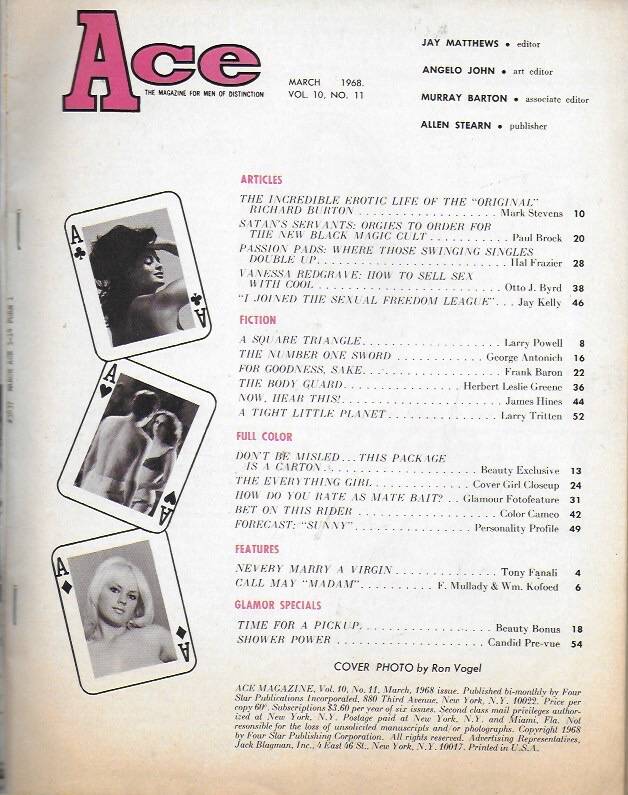 Ace
THE MAGAZINE FOR MEN OF DISTINCTION
MARCH 1968.
VOL. 10, NO. 11
JAY MATTHEWS • editor
ANGELO JOHN • art editor
MURRAY BARTON • associate editor
ALLEN STEARN • publisher
ARTICLES
THE INCREDIBLE EROTIC LIFE OF THE "ORIGINAL"
RICHARD BURTON . . . . . . . . . . . . . . . . . . . . Mark Stevens 10
SATAN'S SERVANTS: ORGIES TO ORDER FOR
THE NEW BLACK MAGIC CULT . . . . . . . . . . . Paul Brock 20
PASSION PADS: WHERE THOSE SWINGING SINGLES
DOUBLE UP . . . . . . . . . . . . . . . . . . . . . . . . Hal Frazier 28
VANESSA REDGRAVE: HOW TO SELL SEX
WITH COOL . . . . . . . . . . . . . . . . . . . . . . . Otto J. Byrd 38
"I JOINED THE SEXUAL FREEDOM LEAGUE" . . . Jay Kelly 46
FICTION
A SQUARE TRIANGLE . . . . . . . . . . . . . . . . . . Larry Powell 8
THE NUMBER ONE SWORD . . . . . . . . . . . George Antonich 16
FOR GOODNESS, SAKE . . . . . . . . . . . . . . . . . . Frank Baron 22
THE BODY GUARD . . . . . . . . . . . . . . . Herbert Leslie Greene 36
NOW, HEAR THIS! . . . . . . . . . . . . . . . . . . . . James Hines 44
A TIGHT LITTLE PLANET . . . . . . . . . . . . . . . . Larry Tritten 52
FULL COLOR
DON'T BE MISLED... THIS PACKAGE
IS A CARTON . . . . . . . . . . . . . . . . . . . . Beauty Exclusive 13
THE EVERYTHING GIRL . . . . . . . . . . . . . Cover Girl Closeup 24
HOW DO YOU RATE AS MATE BAIT? . . Glamour Fotofeature 31
BET ON THIS RIDER . . . . . . . . . . . . . . . . . . Color Cameo 42
FORECAST: "SUNNY" . . . . . . . . . . . . . . . . Personality Profile 49
FEATURES
NEVERY MARRY A VIRGIN . . . . . . . . . . . . . . Tony Fanali 4
CALL MAY "MADAM" . . . . . . . . . . F. Mullady & Wm. Kofoed 6
GLAMOR SPECIALS
TIME FOR A PICKUP . . . . . . . . . . . . . . . . . . Beauty Bonus 18
SHOWER POWER . . . . . . . . . . . . . . . . . . . Candid Pre-vue 54
COVER PHOTO by Ron Vogel
ACE MAGAZINE, Vol. 10, No. 11, March, 1968 issue. Published bi-monthly by Four
Star Publications Incorporated, 880 Third Avenue, New York, N.Y. 10022. Price per
copy 60¢. Subscriptions $3.60 per year of six issues. Second class mail privileges author-
ized at New York, N.Y. Postage paid at New York, N.Y. and Miami, Fla. Not
resonsible for the loss of unsolicited manuscripts and/or photographs. Copyright 1968
by Four Star Publishing Corporation. All rights reserved. Advertising Representatives,
Jack Blagman, Inc., 4 East 46 St., New York, N.Y. 10017. Printed in U.S.A.
A
A
A
A
A